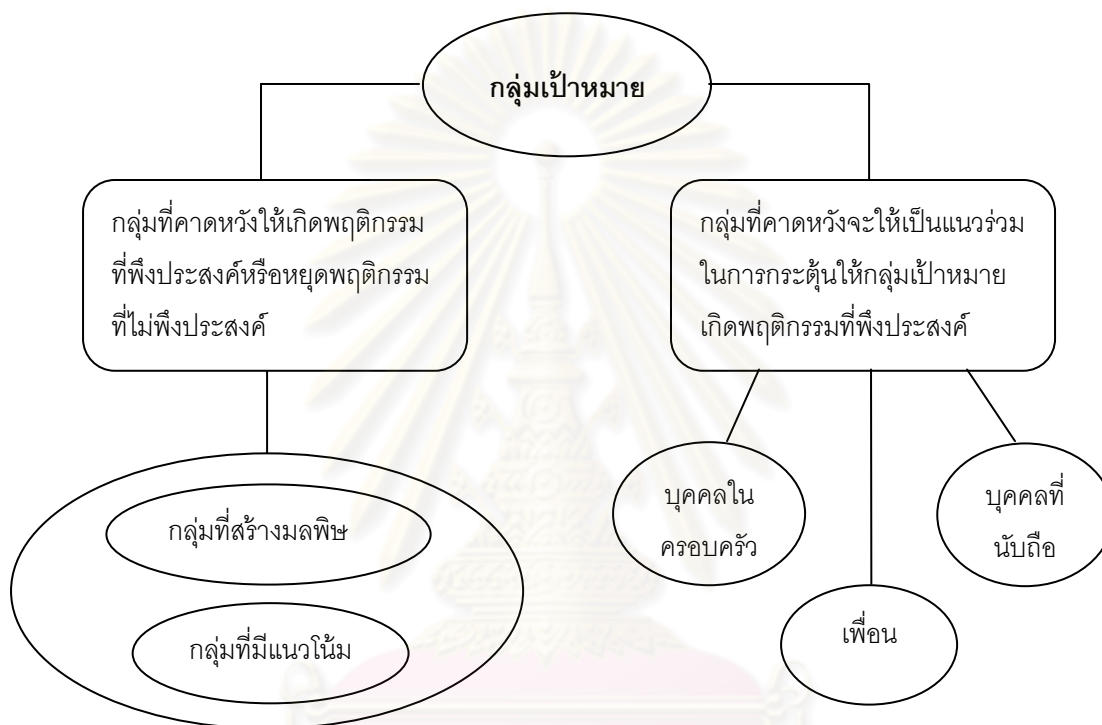 กลุ่มเป้าหมาย
กลุ่มที่คาดหวังให้เกิดพฤติกรรม
ที่พึงประสงค์หรือหยุดพฤติกรรม
ที่ไม่พึงประสงค์
กลุ่มที่คาดหวังจะให้เป็นแนวร่วม
ในการกระตุ้นให้กลุ่มเป้าหมาย
เกิดพฤติกรรมที่พึงประสงค์
กลุ่มที่สร้างมลพิษ
กลุ่มที่มีแนวโน้ม
บุคคลใน
ครอบครัว
เพื่อน
บุคคลที่
นับถือ